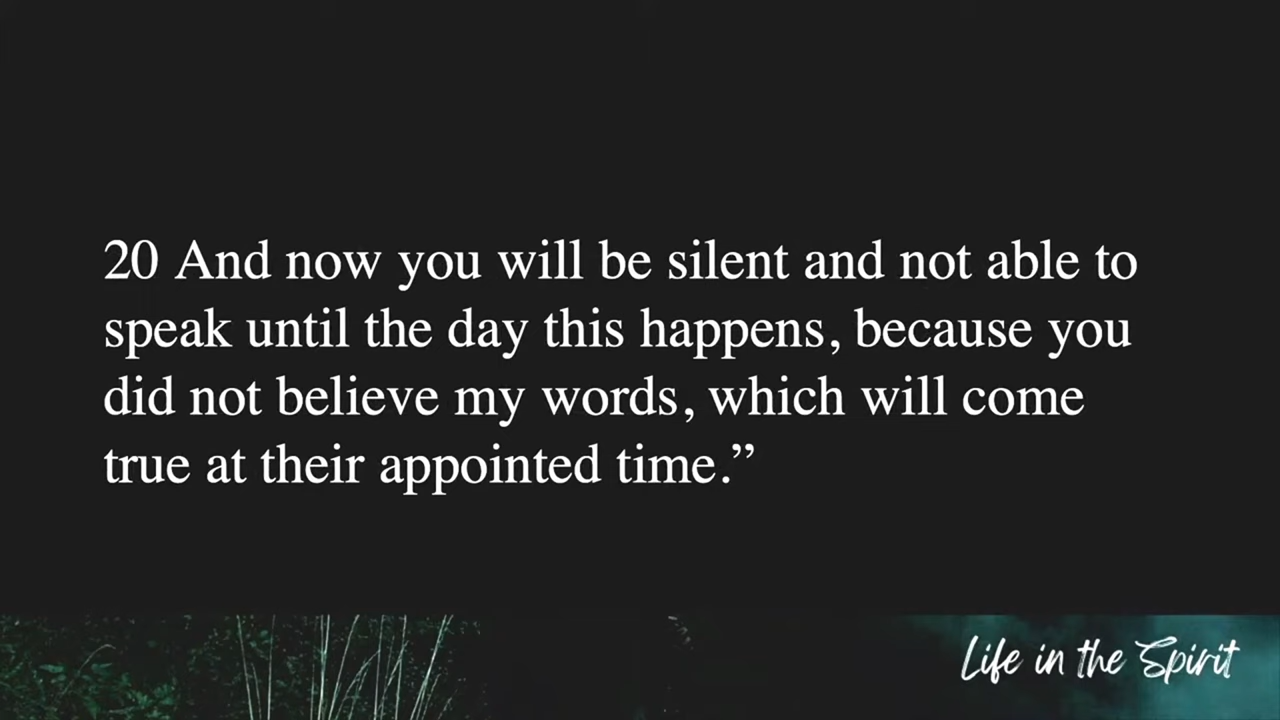 20 And now you will be silent and not able to
speak until the day this happens, because you
did not believe my words, which will come
true at their appointed time.”
Life in the Spirit